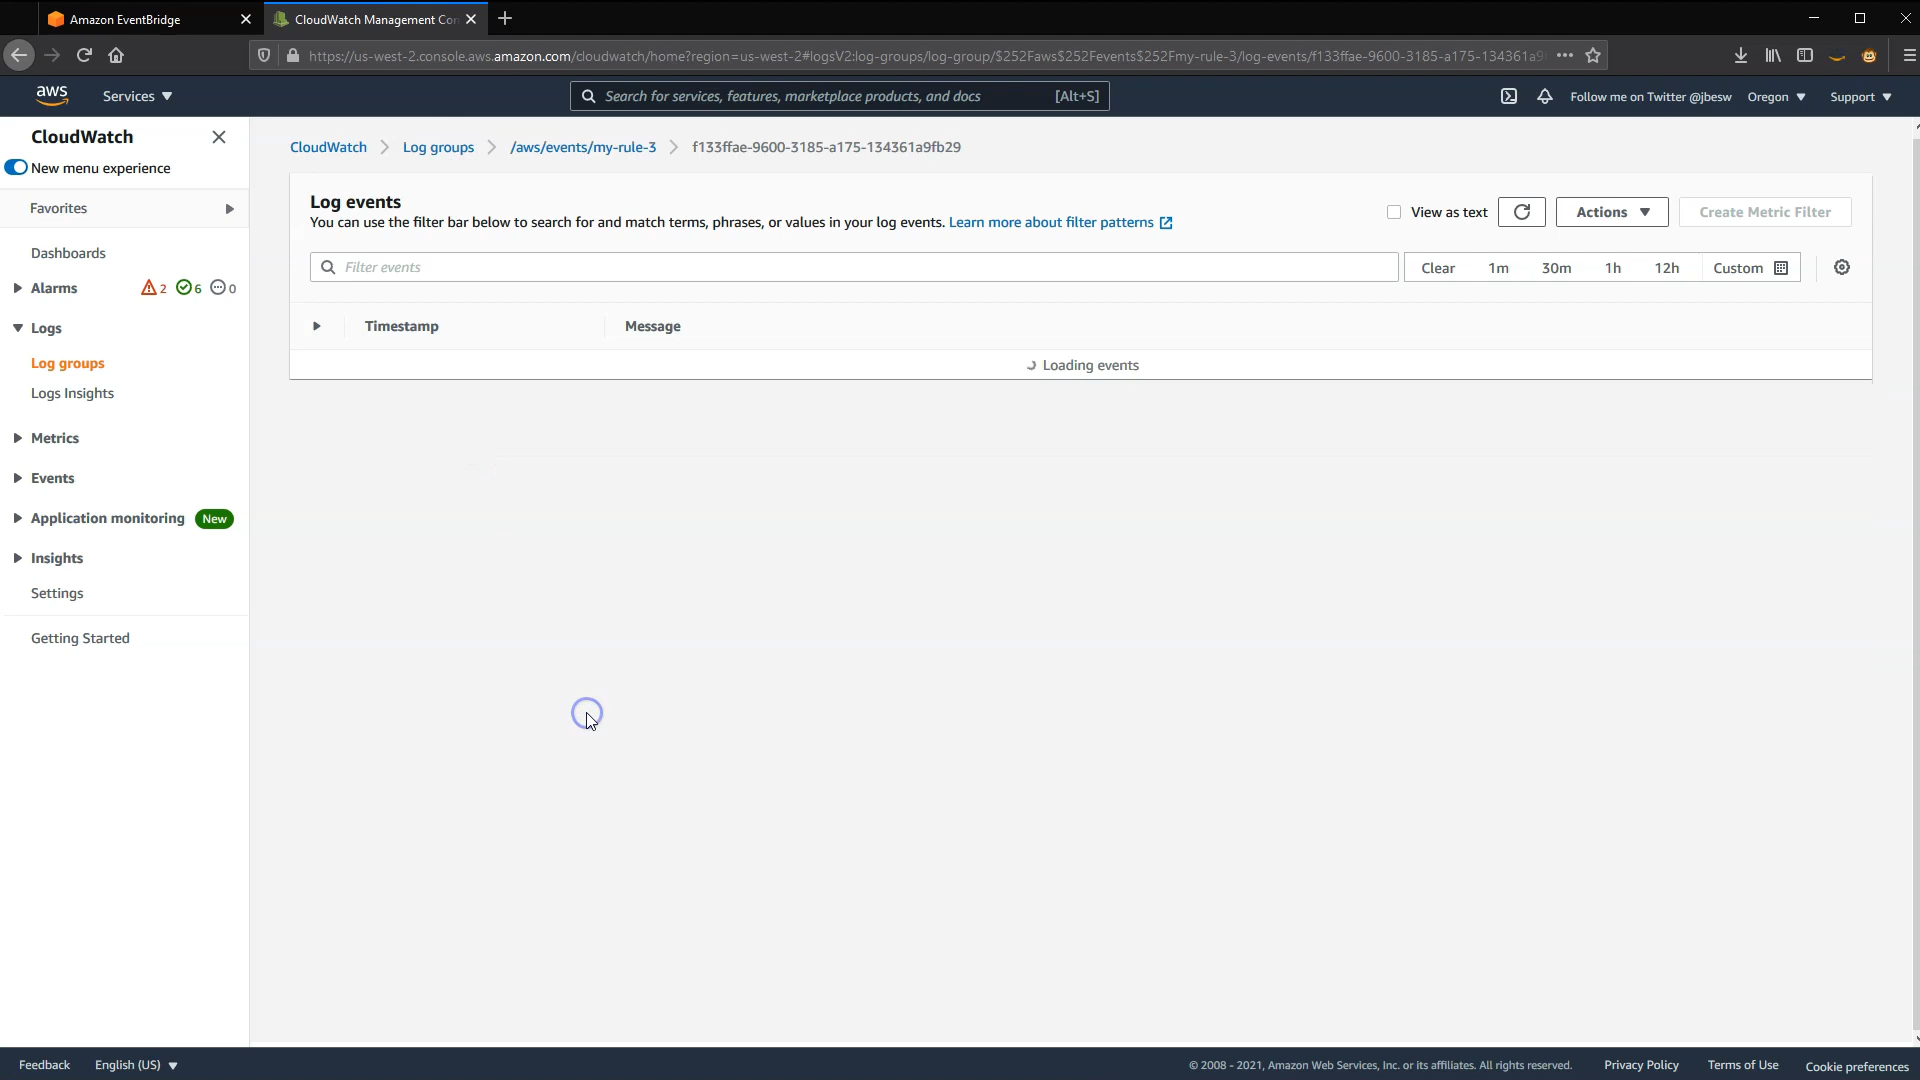 Amazon EventBridge
CloudWatch Management Con
https://us-west-2.console.aws.amazon.com/cloudwatch/home?region=us-west-2#logsV2:log-groups/log-group/$252Faws$252Fevents$252Fmy-rule-3/log-events/f133ffae-9600-3185-a175-134361a9f
aws
Services
Search for services, features, marketplace products, and docs [Alt+S]
Follow me on Twitter @jbesw
Oregon
Support
CloudWatch
New menu experience
Favorites
Dashboards
Alarms 2 6 0
Logs
Log groups
Logs Insights
Metrics
Events
Application monitoring New
Insights
Settings
Getting Started
CloudWatch
Log groups
/aws/events/my-rule-3
f133ffae-9600-3185-a175-134361a9fb29
Log events
You can use the filter bar below to search for and match terms, phrases, or values in your log events. Learn more about filter patterns
View as text
Actions
Create Metric Filter
Filter events
Clear 1m 30m 1h 12h Custom
Timestamp Message
Loading events
Feedback
English (US)
© 2008 - 2021, Amazon Web Services, Inc. or its affiliates. All rights reserved.
Privacy Policy
Terms of Use
Cookie preferences